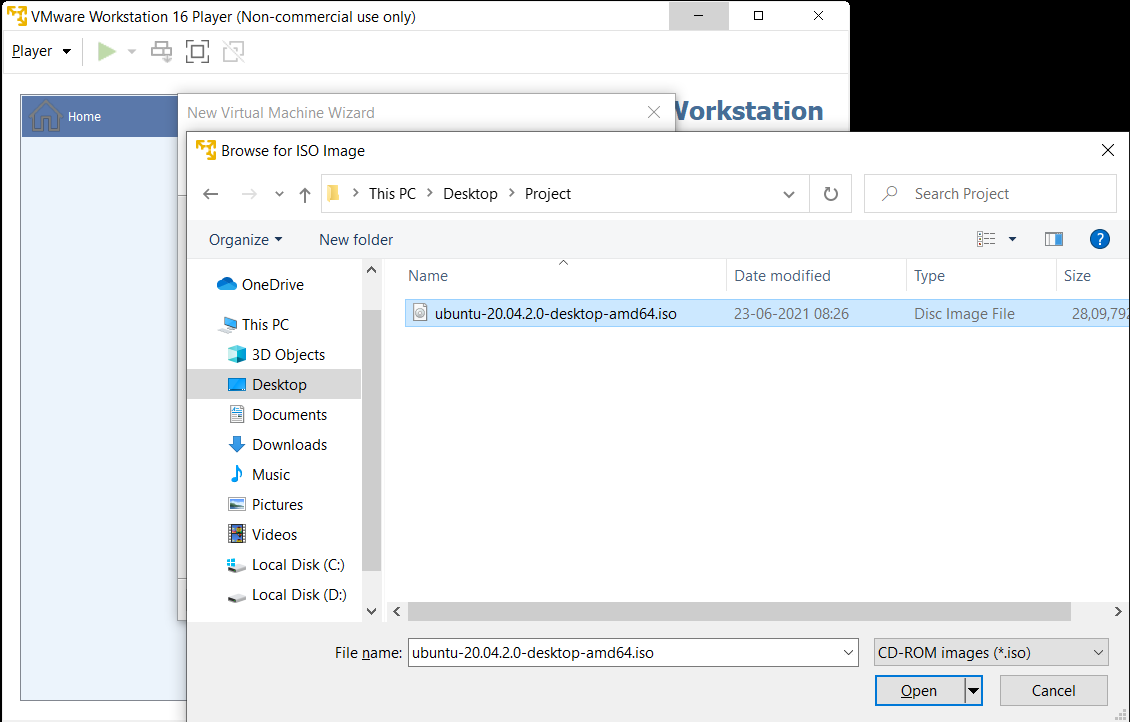 VMware Workstation 16 Player (Non-commercial use only)
Player
Home
New Virtual Machine Wizard
Workstation
Browse for ISO Image
This PC
Desktop
Project
Search Project
Organize
New folder
?
Name
Date modified
Type
Size
ubuntu-20.04.2.0-desktop-amd64.iso
23-06-2021 08:26
Disc Image File
28,09,792
OneDrive
This PC
3D Objects
Desktop
Documents
Downloads
Music
Pictures
Videos
Local Disk (C:)
Local Disk (D:)
File name:
ubuntu-20.04.2.0-desktop-amd64.iso
CD-ROM images (*.iso)
Open
Cancel